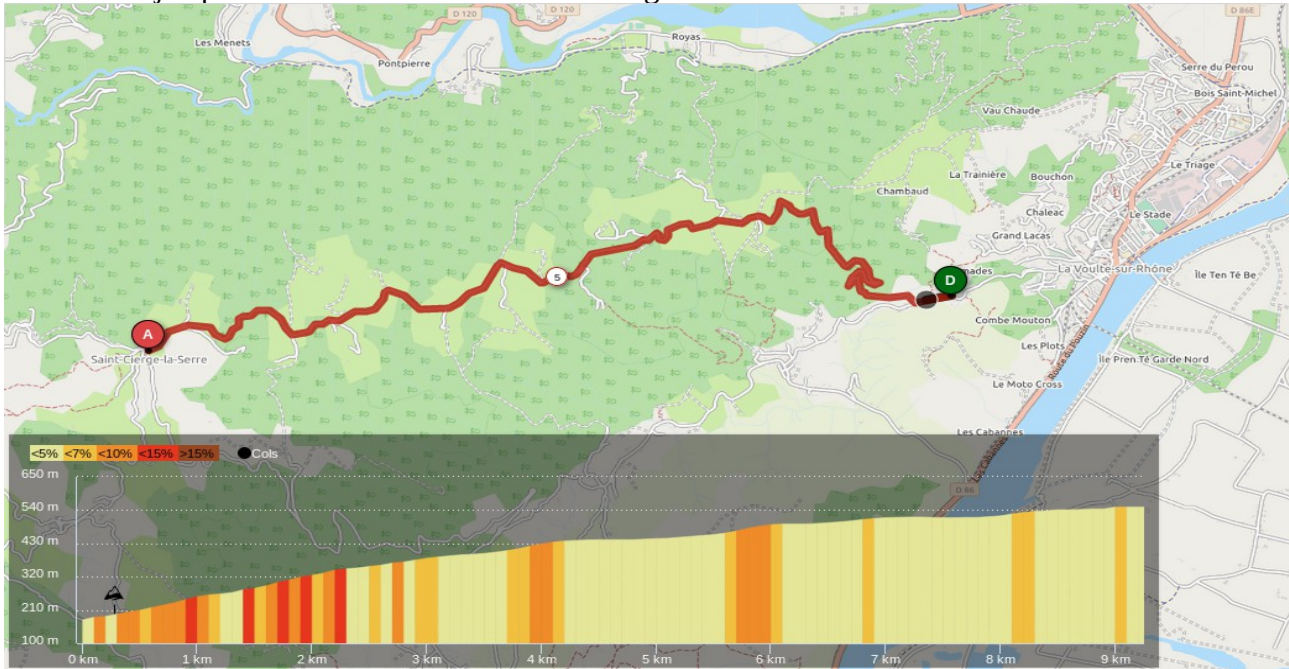 D 120
D 120
D 86E
Les Menets
Royas
Pontpierre
Serre du Perou
Bois Saint-Michel
Vau Chaude
Le Triage
La Trainière
Bouchon
Chambaud
Chaleac
Le Stade
Grand Lacas
5
La Voulte-sur-Rhône
Île Ten Té Be
D
A
Combe Mouton
Saint-Cierge-la-Serre
Les Plots
Île Pren Té Garde Nord
Route du Pouzin
Le Moto Cross
Les Cabannes
<5% <7% <10% <15% >15% Cols
650 m
D 86
540 m
430 m
320 m
210 m
100 m
0 km 1 km 2 km 3 km 4 km 5 km 6 km 7 km 8 km 9 km